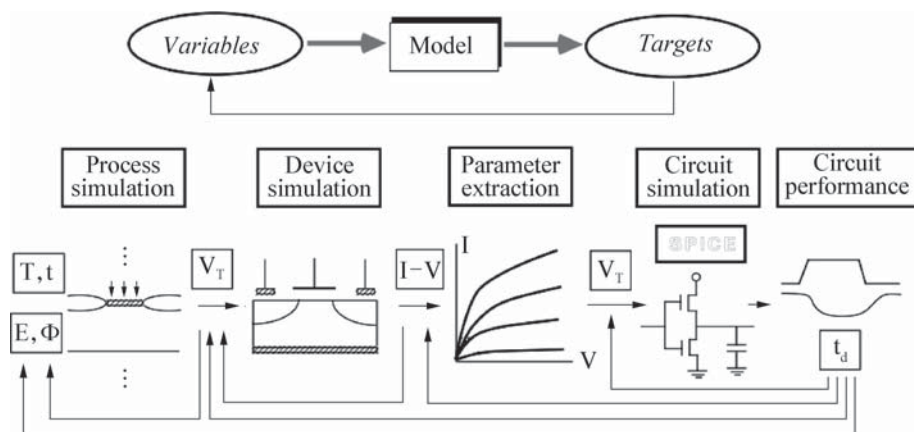 Variables
Model
Targets
Process
simulation
Device
simulation
Parameter
extraction
Circuit
simulation
Circuit
performance
SPICE
T, t
V_T
I
I-V
V_T
E, Φ
V
t_d